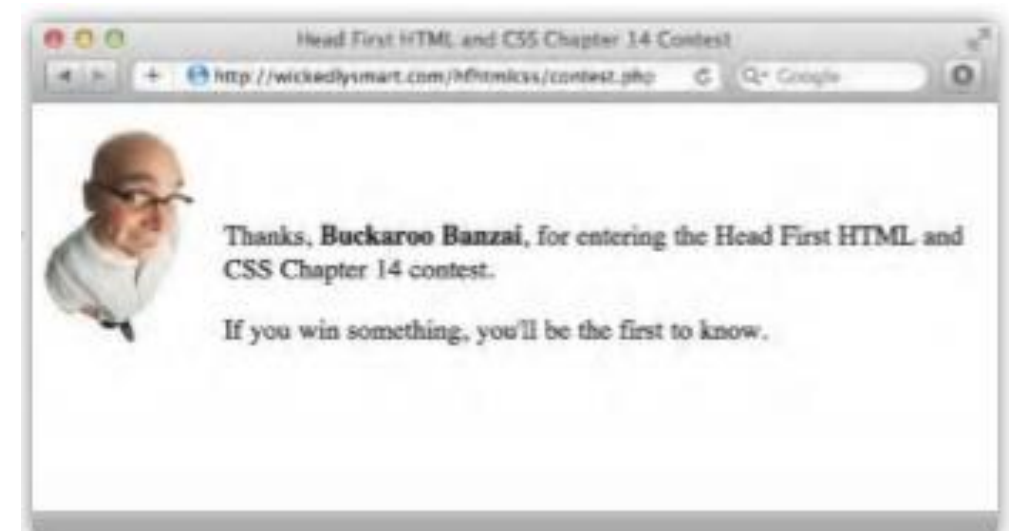 Head First HTML and CSS Chapter 14 Contest
http://wickedlysmart.com/hfhtmlcss/contest.php
Google
Thanks, Buckaroo Banzai, for entering the Head First HTML and
CSS Chapter 14 contest.
If you win something, you'll be the first to know.